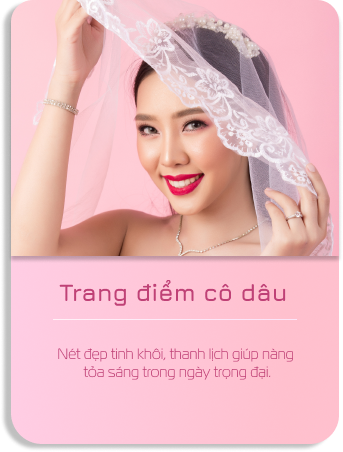 Trang điểm cô dâu
Nét đẹp tinh khôi, thanh lịch giúp nàng
tỏa sáng trong ngày trọng đại.